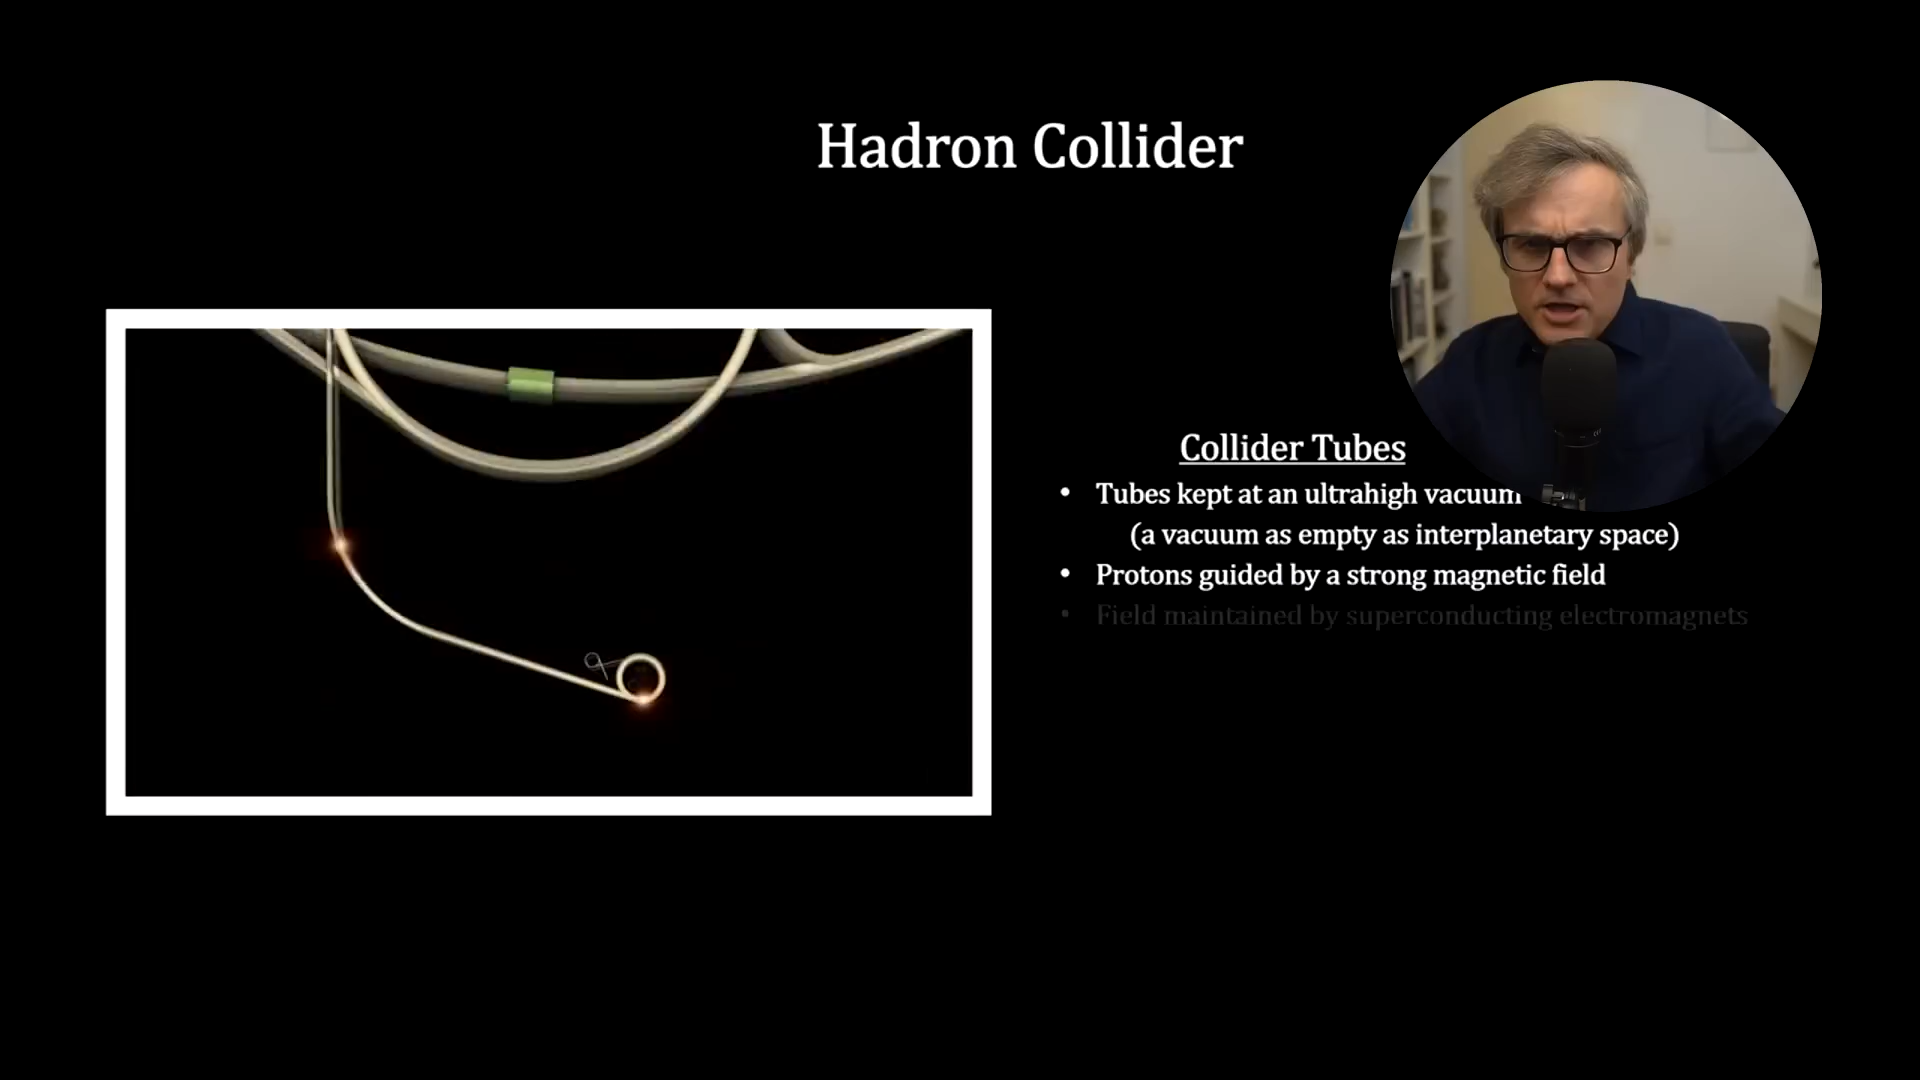 Hadron Collider
Collider Tubes
• Tubes kept at an ultrahigh vacuum
(a vacuum as empty as interplanetary space)
• Protons guided by a strong magnetic field
• Field maintained by superconducting electromagnets